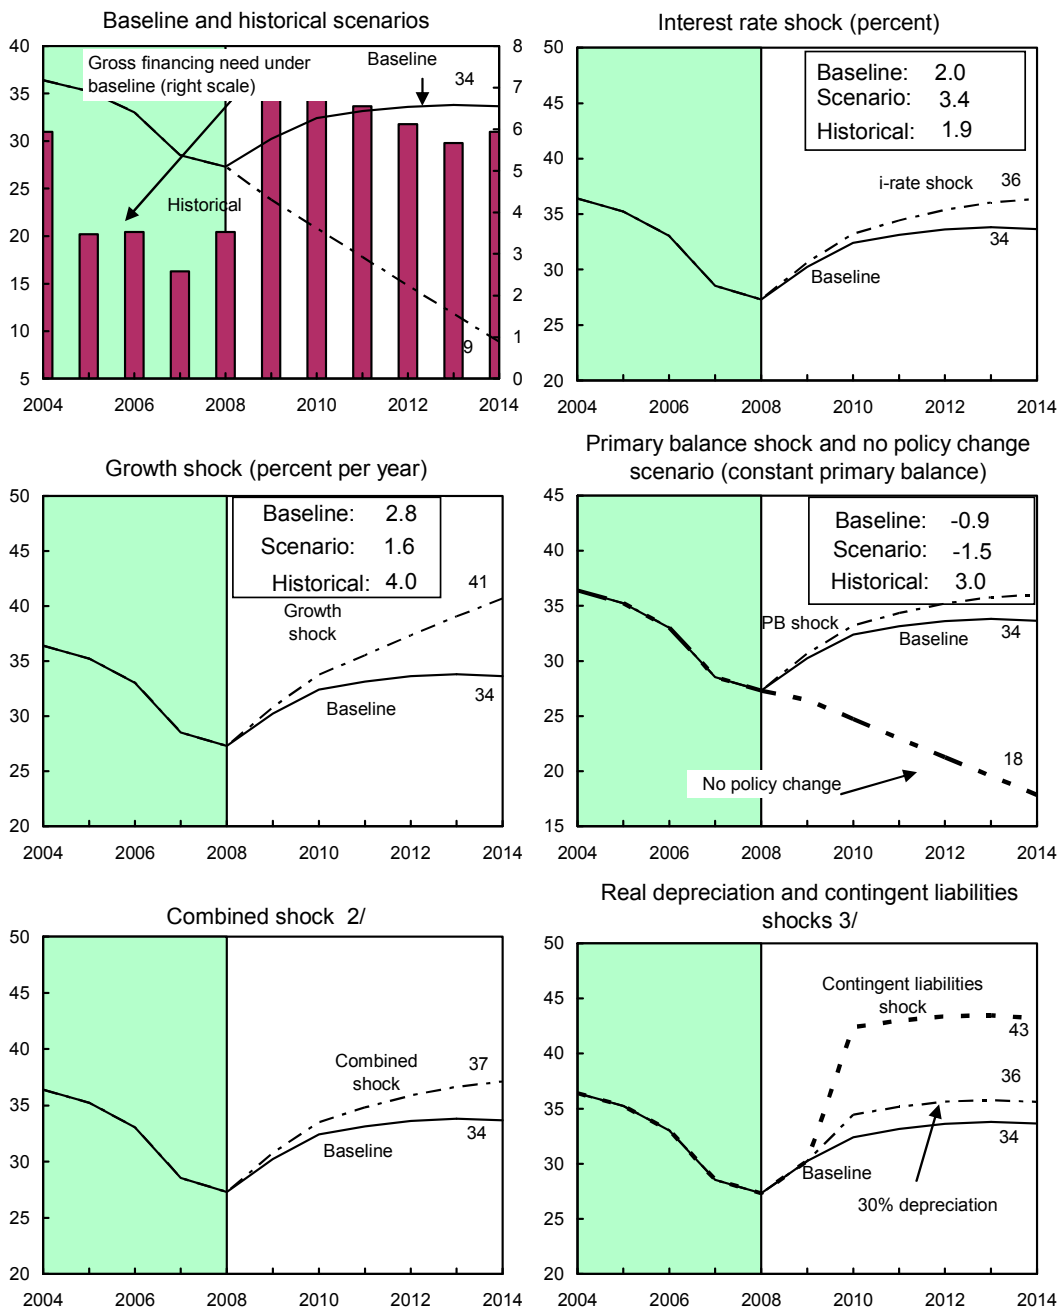 Baseline and historical scenarios
40
35
30
25
20
15
10
5
8
7
6
5
4
3
2
1
0
Gross financing need under
baseline (right scale)
Baseline
34
Historical
9
2004 2006 2008 2010 2012 2014
Interest rate shock (percent)
50
45
40
35
30
25
20
Baseline: 2.0
Scenario: 3.4
Historical: 1.9
i-rate shock 36
34
Baseline
2004 2006 2008 2010 2012 2014
Growth shock (percent per year)
50
45
40
35
30
25
20
Baseline: 2.8
Scenario: 1.6
Historical: 4.0
41
Growth
shock
34
Baseline
2004 2006 2008 2010 2012 2014
Primary balance shock and no policy change
scenario (constant primary balance)
45
40
35
30
25
20
15
Baseline: -0.9
Scenario: -1.5
Historical: 3.0
PB shock
34
Baseline
18
No policy change
2004 2006 2008 2010 2012 2014
Combined shock 2/
50
45
40
35
30
25
20
Combined
shock
37
34
Baseline
2004 2006 2008 2010 2012 2014
Real depreciation and contingent liabilities
shocks 3/
50
45
40
35
30
25
20
Contingent liabilities
shock
43
36
34
Baseline
30% depreciation
2004 2006 2008 2010 2012 2014